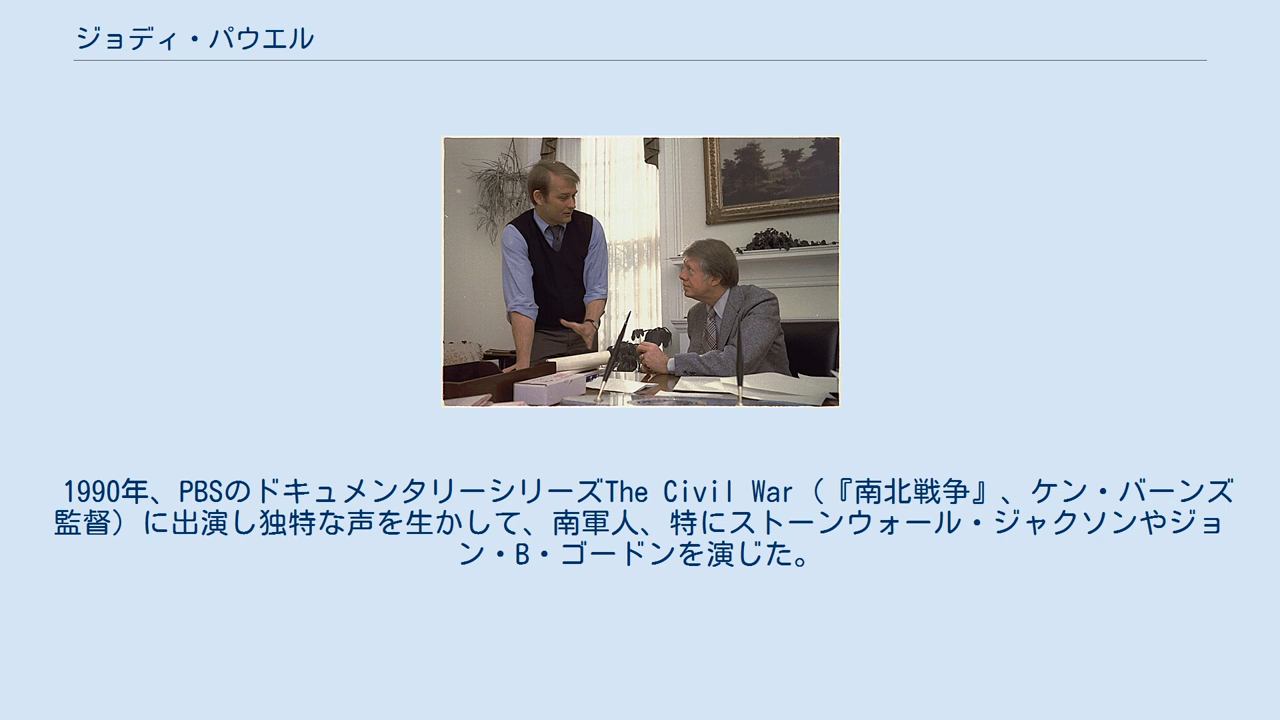 ジョディ・パウエル
1990年、PBSのドキュメンタリーシリーズThe Civil War（『南北戦争』、ケン・バーンズ
監督）に出演し独特な声を生かして、南軍人、特にストーンウォール・ジャクソンやジョ
ン・B・ゴードンを演じた。